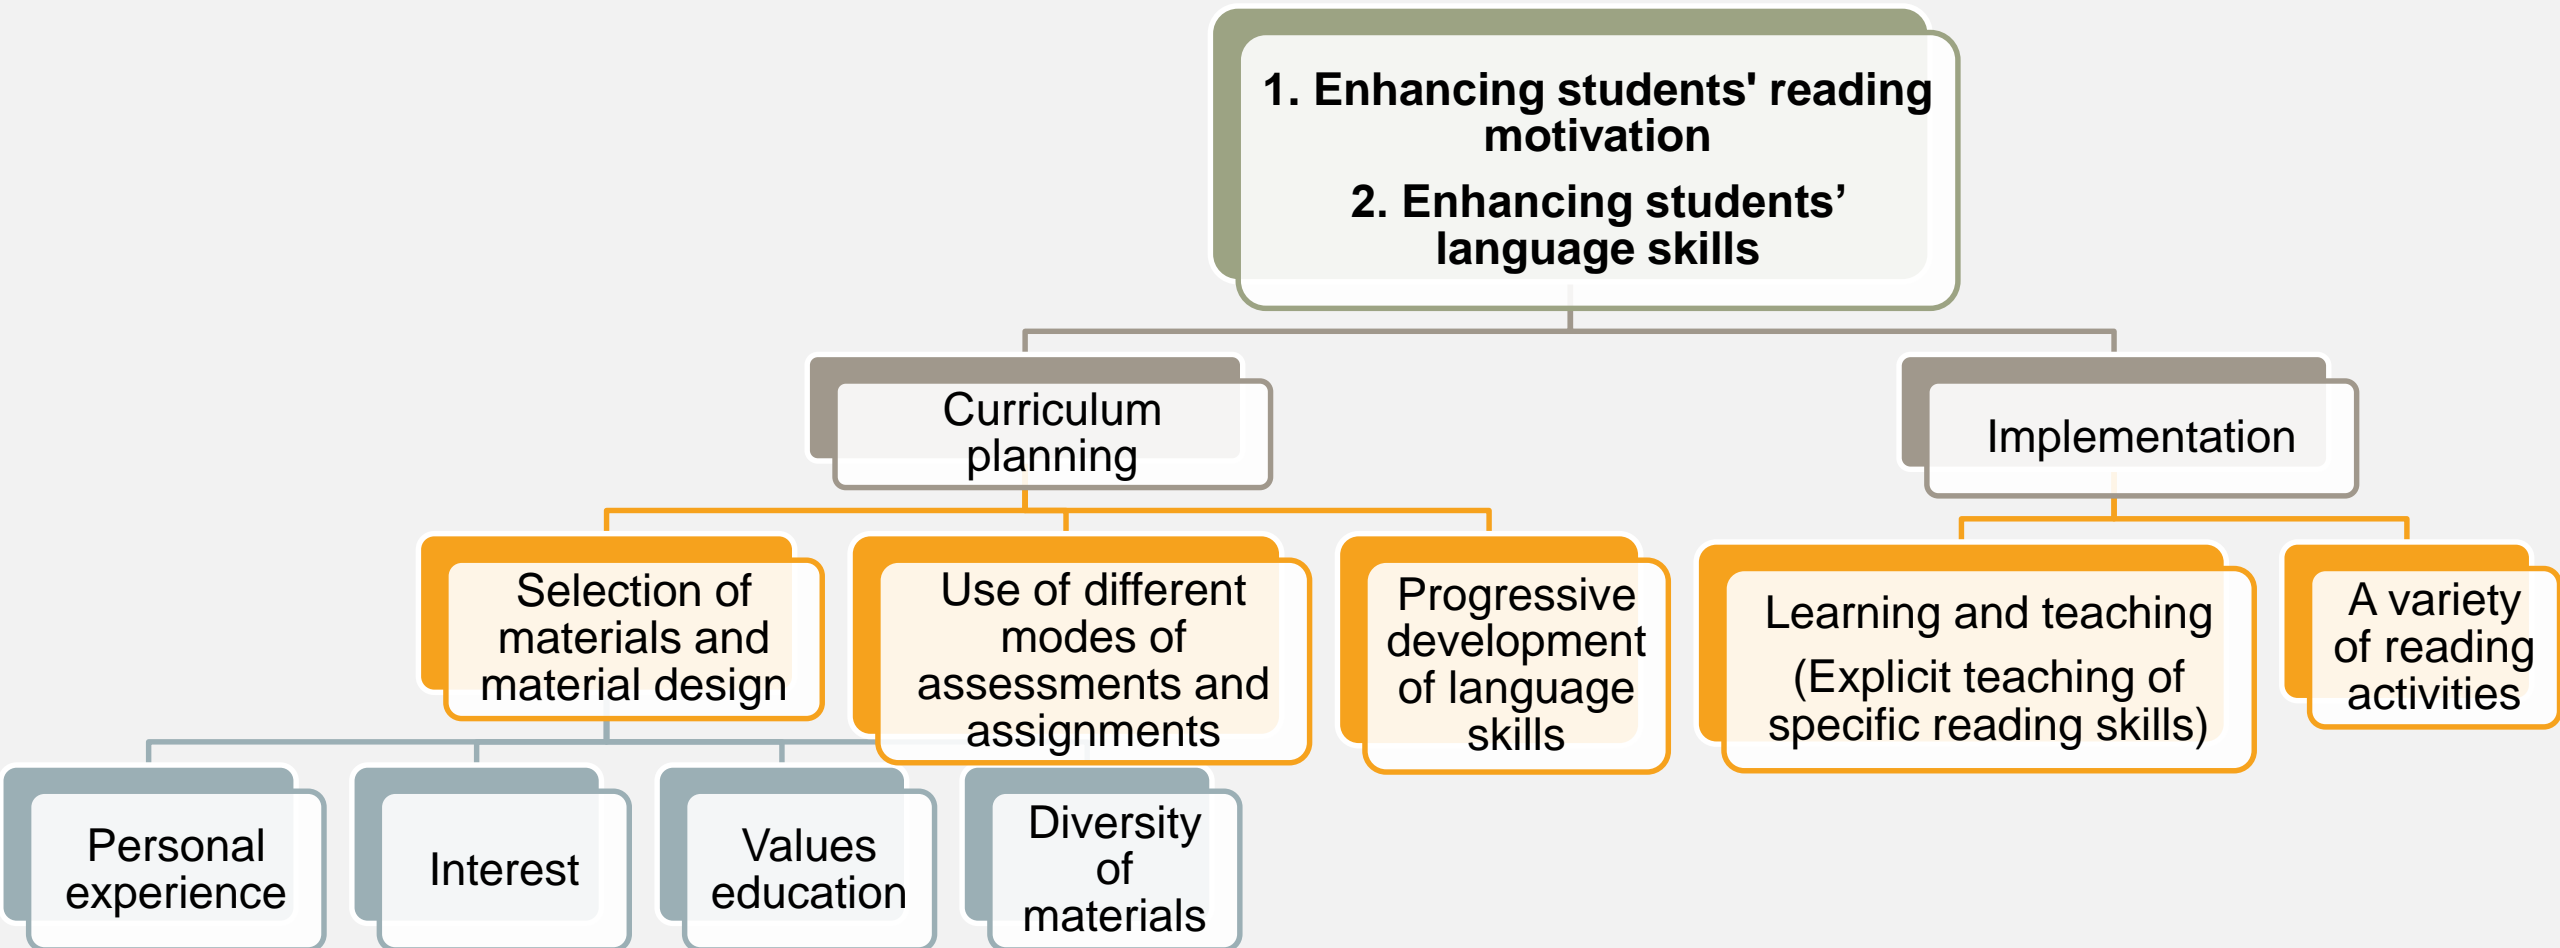 1. Enhancing students' reading
motivation
2. Enhancing students’
language skills
Curriculum
planning
Implementation
Selection of
materials and
material design
Use of different
modes of
assessments and
assignments
Progressive
development
of language
skills
Learning and teaching
(Explicit teaching of
specific reading skills)
A variety
of reading
activities
Personal
experience
Interest
Values
education
Diversity
of
materials